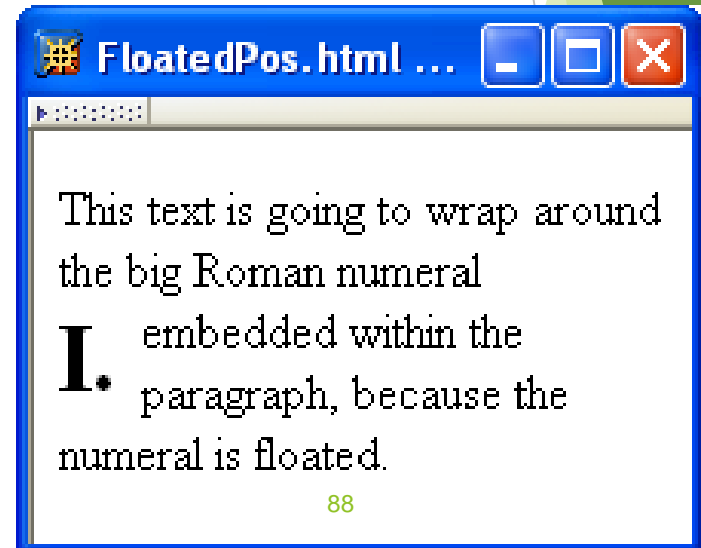 FloatedPos.html ...
This text is going to wrap around
the big Roman numeral
I. embedded within the
paragraph, because the
numeral is floated.
88